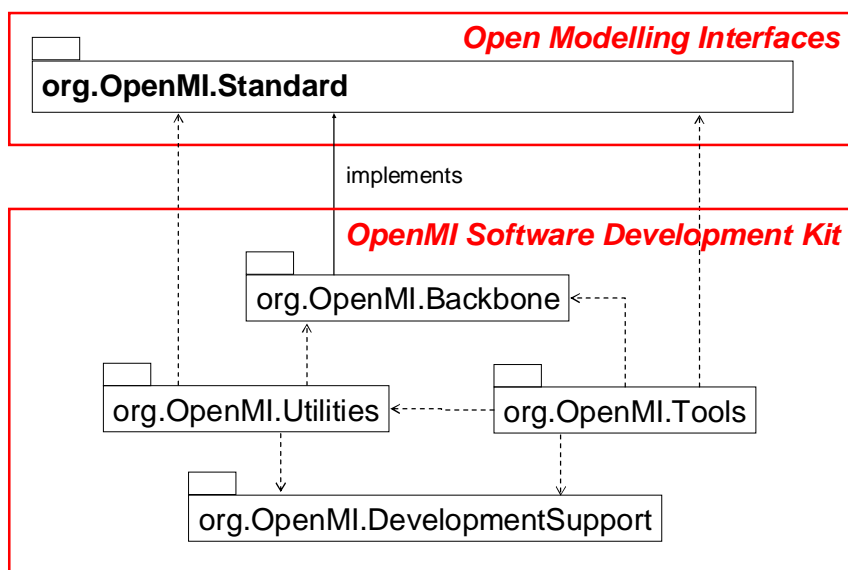 Open Modelling Interfaces
org.OpenMI.Standard
implements
OpenMI Software Development Kit
org.OpenMI.Backbone
org.OpenMI.Utilities
org.OpenMI.Tools
org.OpenMI.DevelopmentSupport